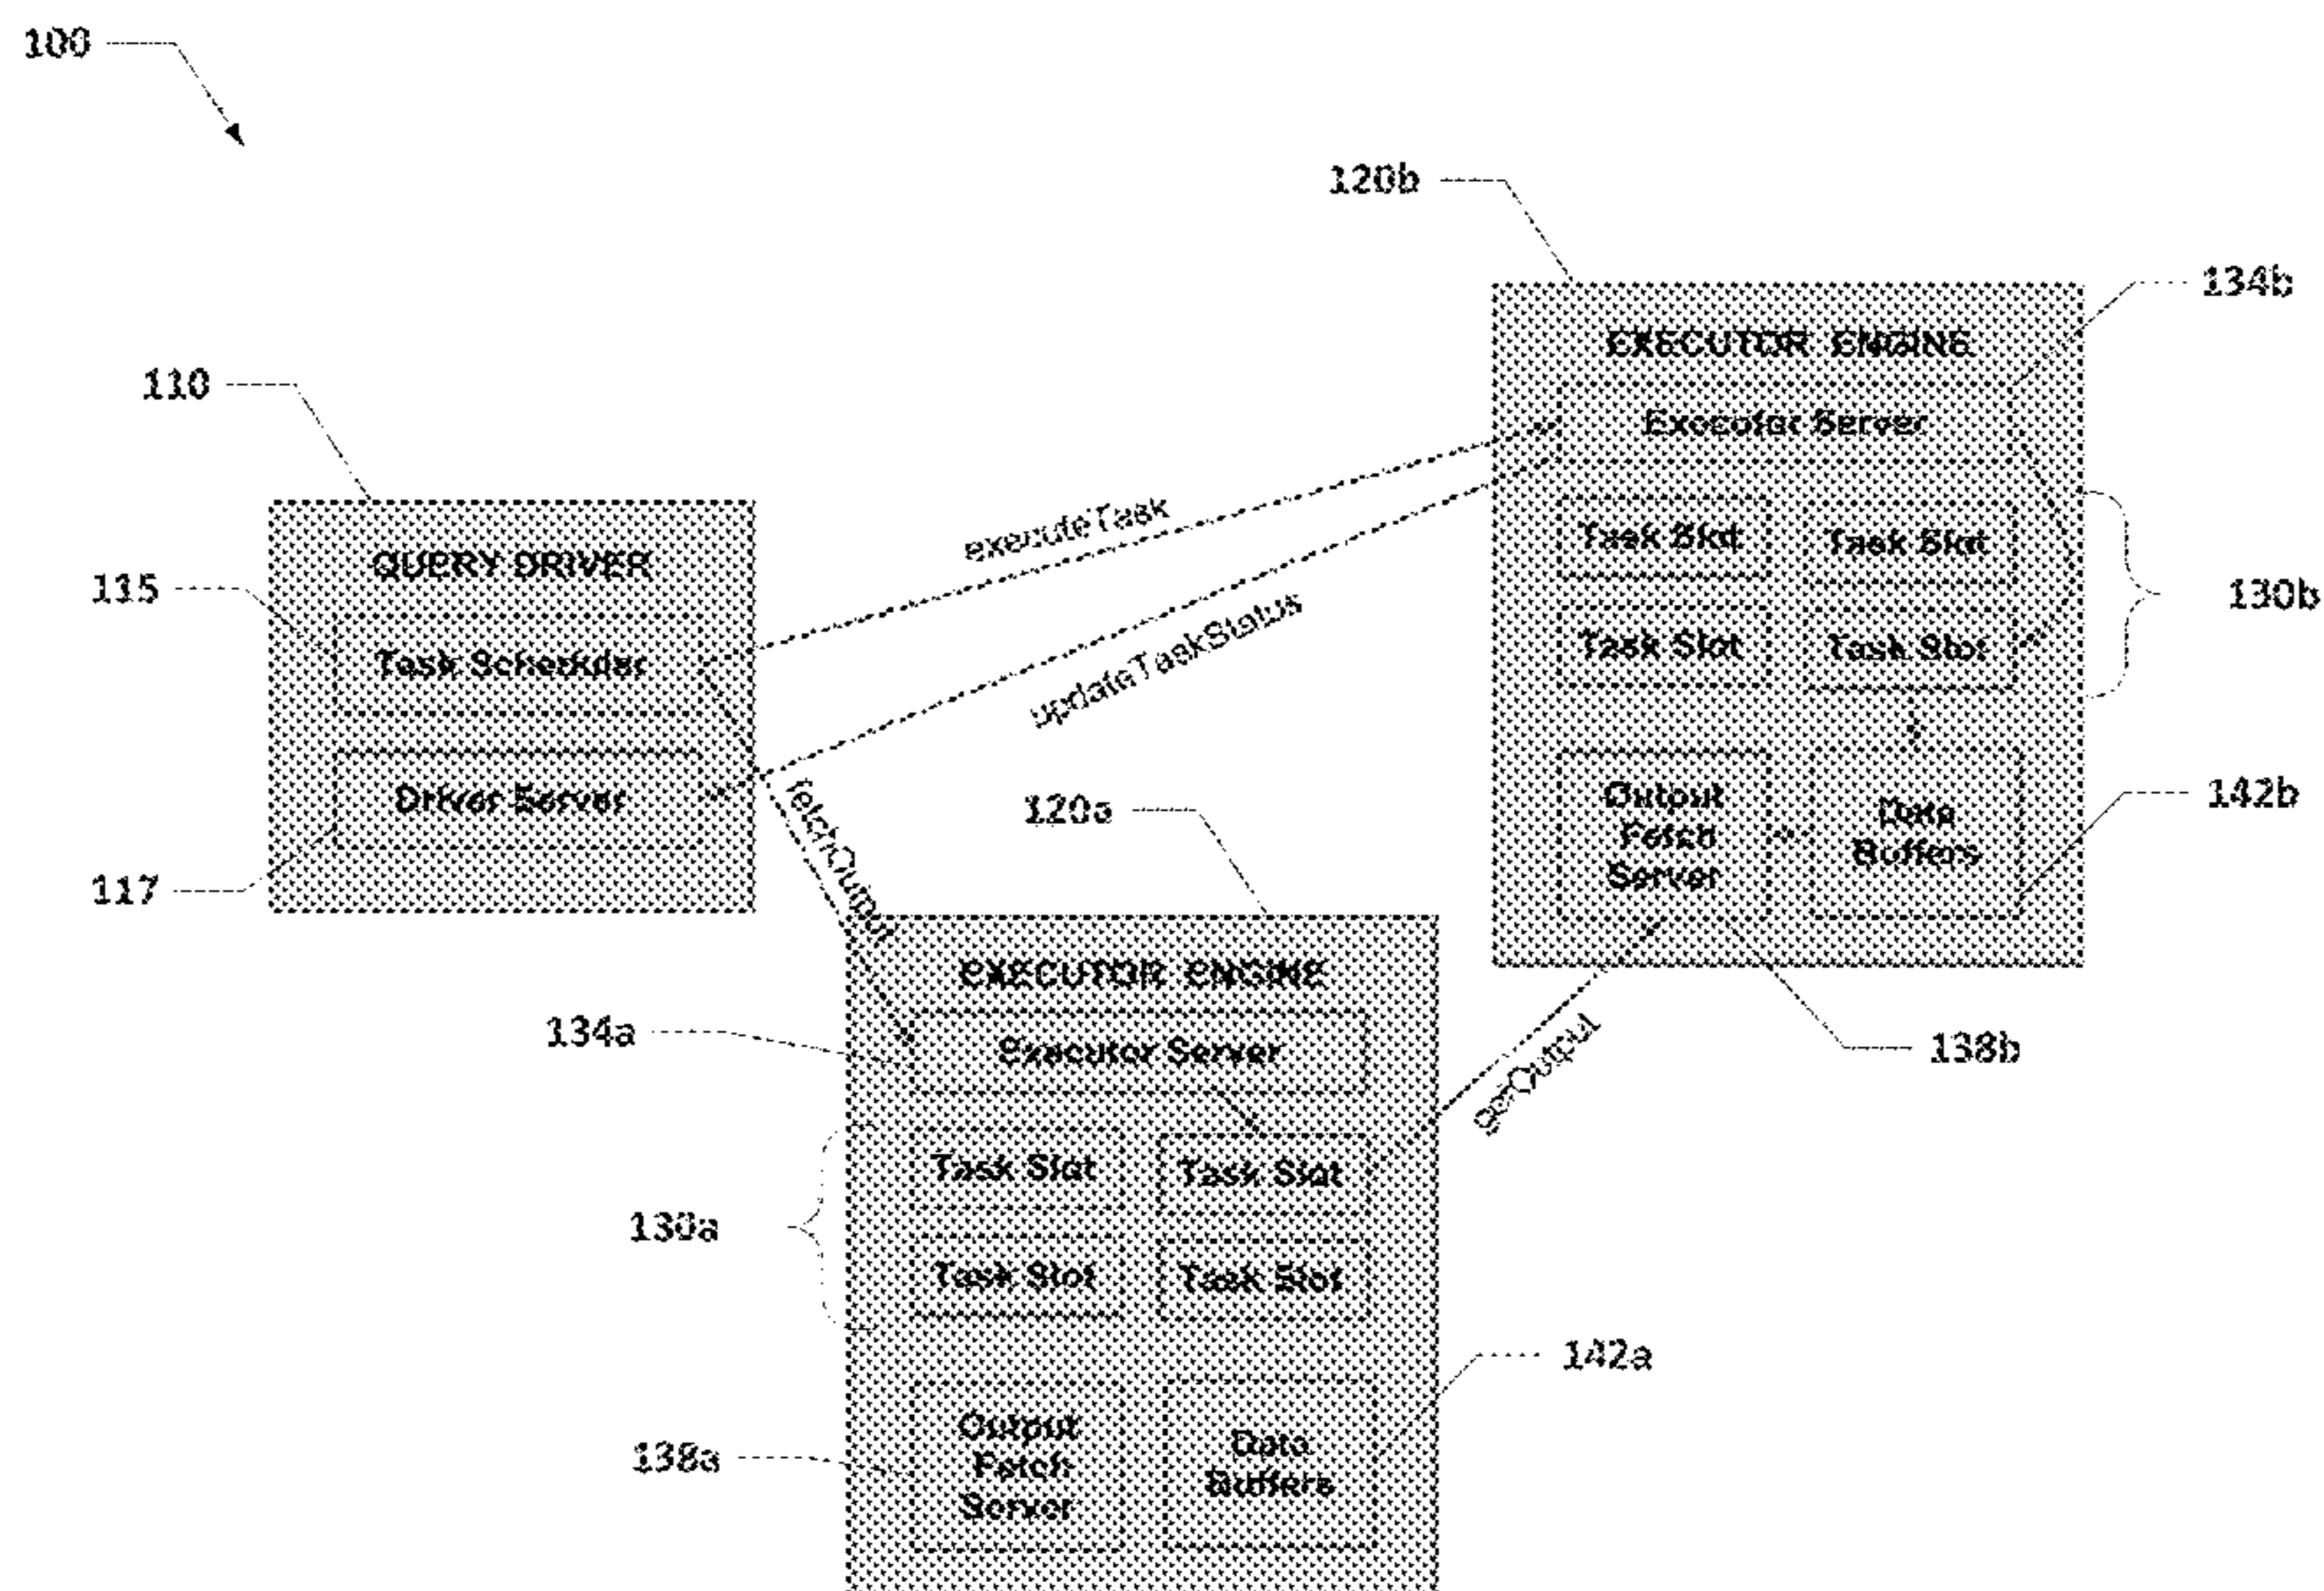 100
120b
134b
EXECUTOR ENGINE
Executor Server
110
QUERY DRIVER
executeTask
Task Slot
Task Slot
115
130b
Task Scheduler
updateTaskStatus
Task Slot
Task Slot
Driver Server
fetchOutput
120a
Output
Fetch
Server
Data
Buffers
142b
117
EXECUTOR ENGINE
134a
Executor Server
getOutput
138b
Task Slot
Task Slot
130a
Task Slot
Task Slot
142a
138a
Output
Fetch
Server
Data
Buffers